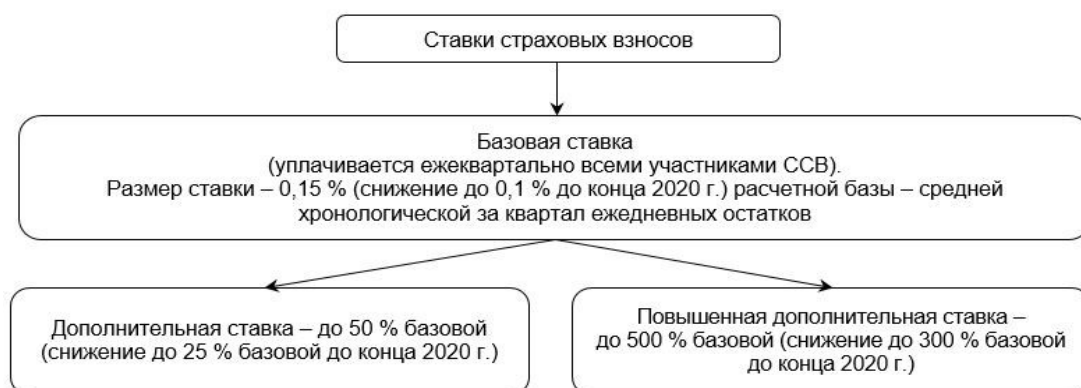 Ставки страховых взносов
Базовая ставка
(уплачивается ежеквартально всеми участниками ССВ).
Размер ставки – 0,15 % (снижение до 0,1 % до конца 2020 г.) расчетной базы – средней
хронологической за квартал ежедневных остатков
Дополнительная ставка – до 50 % базовой
(снижение до 25 % базовой до конца 2020 г.)
Повышенная дополнительная ставка –
до 500 % базовой (снижение до 300 % базовой
до конца 2020 г.)